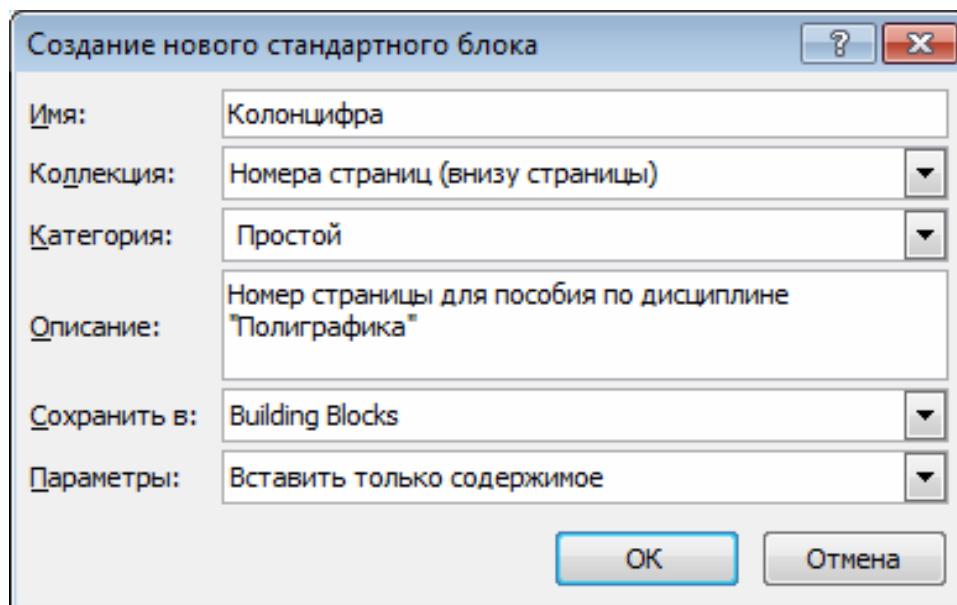 Создание нового стандартного блока
Имя: Колонцифра
Коллекция: Номера страниц (внизу страницы)
Категория: Простой
Описание: Номер страницы для пособия по дисциплине
"Полиграфика"
Сохранить в: Building Blocks
Параметры: Вставить только содержимое
ОК Отмена